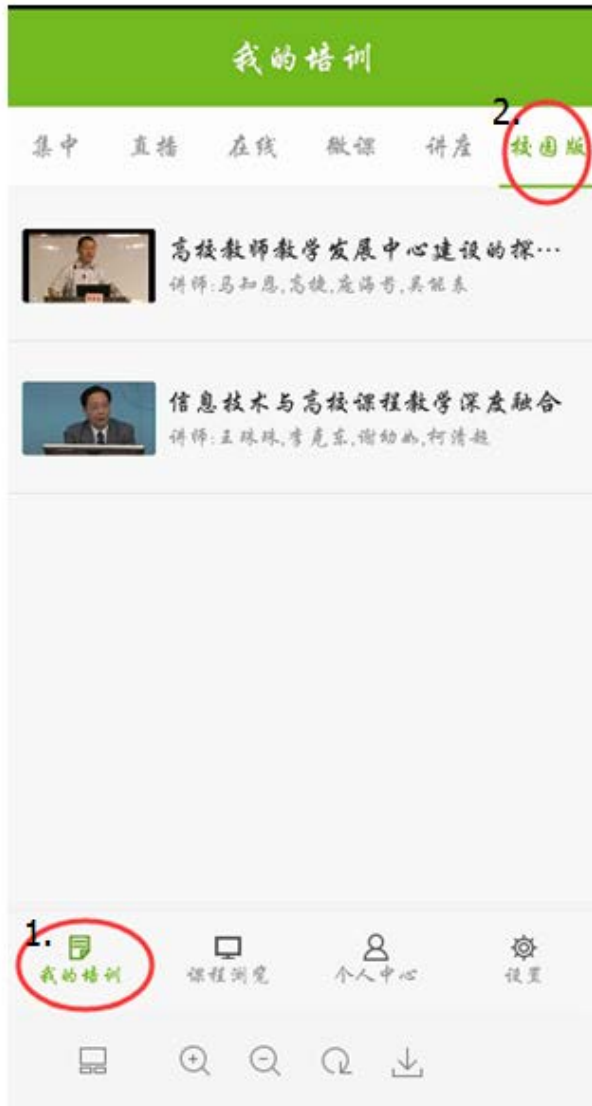 我的培训
2.
集中 直播 在线 微课 讲座 校园版
高校教师教学发展中心建设的探…
讲师:马知恩,高捷,庞海芍,吴能表
信息技术与高校课程教学深度融合
讲师:王珠珠,李克东,谢幼如,柯清超
1.
我的培训 课程浏览 个人中心 设置